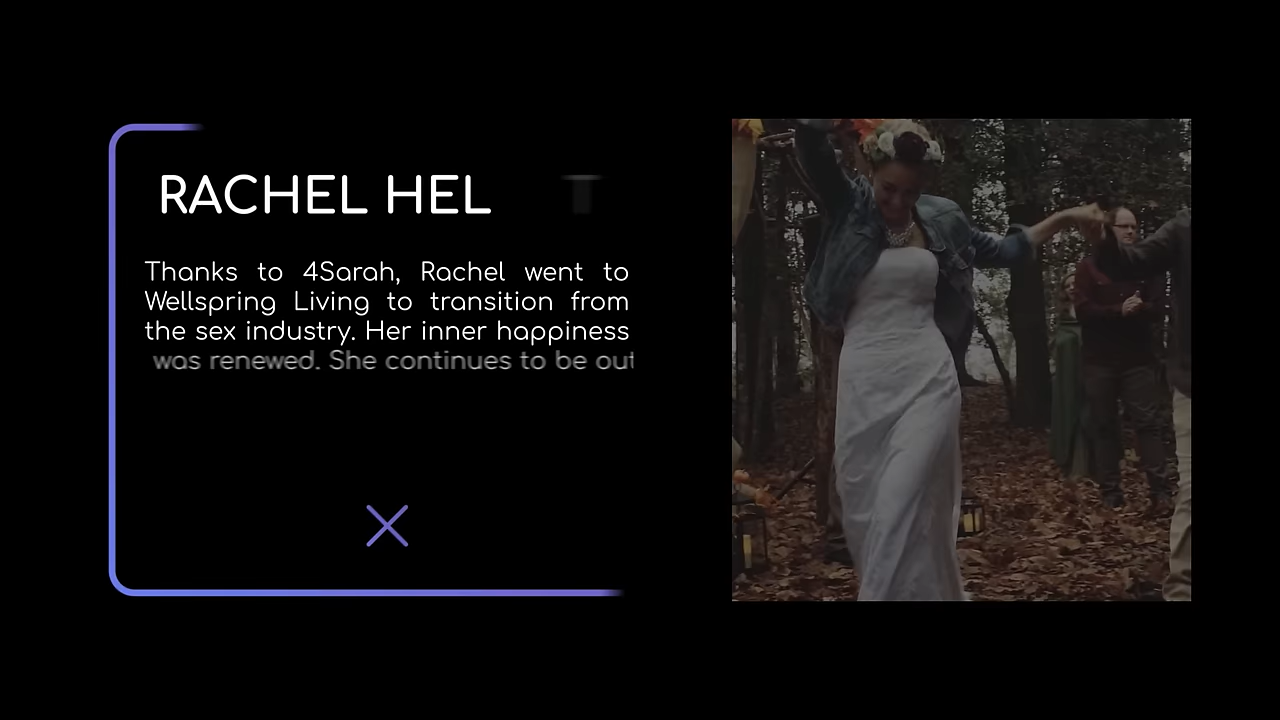 RACHEL HEL T
Thanks to 4Sarah, Rachel went to
Wellspring Living to transition from
the sex industry. Her inner happiness
was renewed. She continues to be out